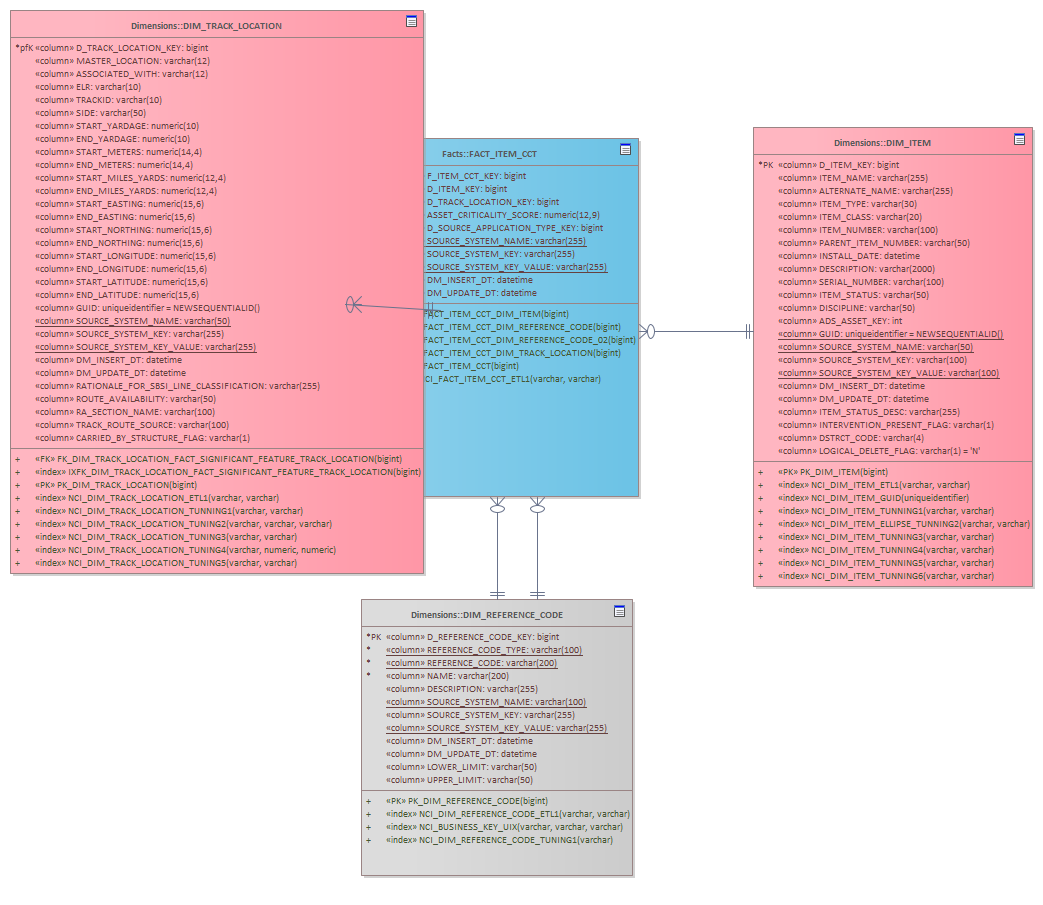 Dimensions::DIM_TRACK_LOCATION
*pfK «column» D_TRACK_LOCATION_KEY: bigint
«column» MASTER_LOCATION: varchar(12)
«column» ASSOCIATED_WITH: varchar(12)
«column» ELR: varchar(10)
«column» TRACKID: varchar(10)
«column» SIDE: varchar(50)
«column» START_YARDAGE: numeric(10)
«column» END_YARDAGE: numeric(10)
«column» START_METERS: numeric(14,4)
«column» END_METERS: numeric(14,4)
«column» START_MILES_YARDS: numeric(12,4)
«column» END_MILES_YARDS: numeric(12,4)
«column» START_EASTING: numeric(15,6)
«column» END_EASTING: numeric(15,6)
«column» START_NORTHING: numeric(15,6)
«column» END_NORTHING: numeric(15,6)
«column» START_LONGITUDE: numeric(15,6)
«column» END_LONGITUDE: numeric(15,6)
«column» START_LATITUDE: numeric(15,6)
«column» END_LATITUDE: numeric(15,6)
«column» GUID: uniqueidentifier = NEWSEQUENTIALID()
«column» SOURCE_SYSTEM_NAME: varchar(50)
«column» SOURCE_SYSTEM_KEY: varchar(255)
«column» SOURCE_SYSTEM_KEY_VALUE: varchar(255)
«column» DM_INSERT_DT: datetime
«column» DM_UPDATE_DT: datetime
«column» RATIONALE_FOR_SBSI_LINE_CLASSIFICATION: varchar(255)
«column» ROUTE_AVAILABILITY: varchar(50)
«column» RA_SECTION_NAME: varchar(100)
«column» TRACK_ROUTE_SOURCE: varchar(100)
«column» CARRIED_BY_STRUCTURE_FLAG: varchar(1)
+ «FK» FK_DIM_TRACK_LOCATION_FACT_SIGNIFICANT_FEATURE_TRACK_LOCATION(bigint)
+ «index» IXFK_DIM_TRACK_LOCATION_FACT_SIGNIFICANT_FEATURE_TRACK_LOCATION(bigint)
+ «PK» PK_DIM_TRACK_LOCATION(bigint)
+ «index» NCI_DIM_TRACK_LOCATION_ETL1(varchar, varchar)
+ «index» NCI_DIM_TRACK_LOCATION_TUNNING1(varchar, varchar)
+ «index» NCI_DIM_TRACK_LOCATION_TUNING2(varchar, varchar, varchar)
+ «index» NCI_DIM_TRACK_LOCATION_TUNING3(varchar, varchar)
+ «index» NCI_DIM_TRACK_LOCATION_TUNING4(varchar, numeric, numeric)
+ «index» NCI_DIM_TRACK_LOCATION_TUNING5(varchar, varchar)
Facts::FACT_ITEM_CCT
F_ITEM_CCT_KEY: bigint
D_ITEM_KEY: bigint
D_TRACK_LOCATION_KEY: bigint
ASSET_CRITICALITY_SCORE: numeric(12,9)
D_SOURCE_APPLICATION_TYPE_KEY: bigint
SOURCE_SYSTEM_NAME: varchar(255)
SOURCE_SYSTEM_KEY: varchar(255)
SOURCE_SYSTEM_KEY_VALUE: varchar(255)
DM_INSERT_DT: datetime
DM_UPDATE_DT: datetime
FACT_ITEM_CCT_DIM_ITEM(bigint)
FACT_ITEM_CCT_DIM_REFERENCE_CODE(bigint)
FACT_ITEM_CCT_DIM_REFERENCE_CODE_02(bigint)
FACT_ITEM_CCT_DIM_TRACK_LOCATION(bigint)
FACT_ITEM_CCT(bigint)
CI_FACT_ITEM_CCT_ETL1(varchar, varchar)
Dimensions::DIM_ITEM
*PK «column» D_ITEM_KEY: bigint
«column» ITEM_NAME: varchar(255)
«column» ALTERNATE_NAME: varchar(255)
«column» ITEM_TYPE: varchar(30)
«column» ITEM_CLASS: varchar(20)
«column» ITEM_NUMBER: varchar(100)
«column» PARENT_ITEM_NUMBER: varchar(50)
«column» INSTALL_DATE: datetime
«column» DESCRIPTION: varchar(2000)
«column» SERIAL_NUMBER: varchar(100)
«column» ITEM_STATUS: varchar(50)
«column» DISCIPLINE: varchar(50)
«column» ADS_ASSET_KEY: int
«column» GUID: uniqueidentifier = NEWSEQUENTIALID()
«column» SOURCE_SYSTEM_NAME: varchar(50)
«column» SOURCE_SYSTEM_KEY: varchar(100)
«column» SOURCE_SYSTEM_KEY_VALUE: varchar(100)
«column» DM_INSERT_DT: datetime
«column» DM_UPDATE_DT: datetime
«column» ITEM_STATUS_DESC: varchar(255)
«column» INTERVENTION_PRESENT_FLAG: varchar(1)
«column» DSTRCT_CODE: varchar(4)
«column» LOGICAL_DELETE_FLAG: varchar(1) = 'N'
+ «PK» PK_DIM_ITEM(bigint)
+ «index» NCI_DIM_ITEM_ETL1(varchar, varchar)
+ «index» NCI_DIM_ITEM_GUID(uniqueidentifier)
+ «index» NCI_DIM_ITEM_TUNNING1(varchar, varchar)
+ «index» NCI_DIM_ITEM_ELLIPSE_TUNNING2(varchar, varchar)
+ «index» NCI_DIM_ITEM_TUNNING3(varchar, varchar)
+ «index» NCI_DIM_ITEM_TUNNING4(varchar, varchar)
+ «index» NCI_DIM_ITEM_TUNNING5(varchar, varchar)
+ «index» NCI_DIM_ITEM_TUNNING6(varchar, varchar)
Dimensions::DIM_REFERENCE_CODE
*PK «column» D_REFERENCE_CODE_KEY: bigint
* «column» REFERENCE_CODE_TYPE: varchar(100)
* «column» REFERENCE_CODE: varchar(200)
* «column» NAME: varchar(200)
«column» DESCRIPTION: varchar(255)
«column» SOURCE_SYSTEM_NAME: varchar(100)
«column» SOURCE_SYSTEM_KEY: varchar(255)
«column» SOURCE_SYSTEM_KEY_VALUE: varchar(255)
«column» DM_INSERT_DT: datetime
«column» DM_UPDATE_DT: datetime
«column» LOWER_LIMIT: varchar(50)
«column» UPPER_LIMIT: varchar(50)
+ «PK» PK_DIM_REFERENCE_CODE(bigint)
+ «index» NCI_DIM_REFERENCE_CODE_ETL1(varchar, varchar)
+ «index» NCI_BUSINESS_KEY_UIX(varchar, varchar, varchar)
+ «index» NCI_DIM_REFERENCE_CODE_TUNING1(varchar)